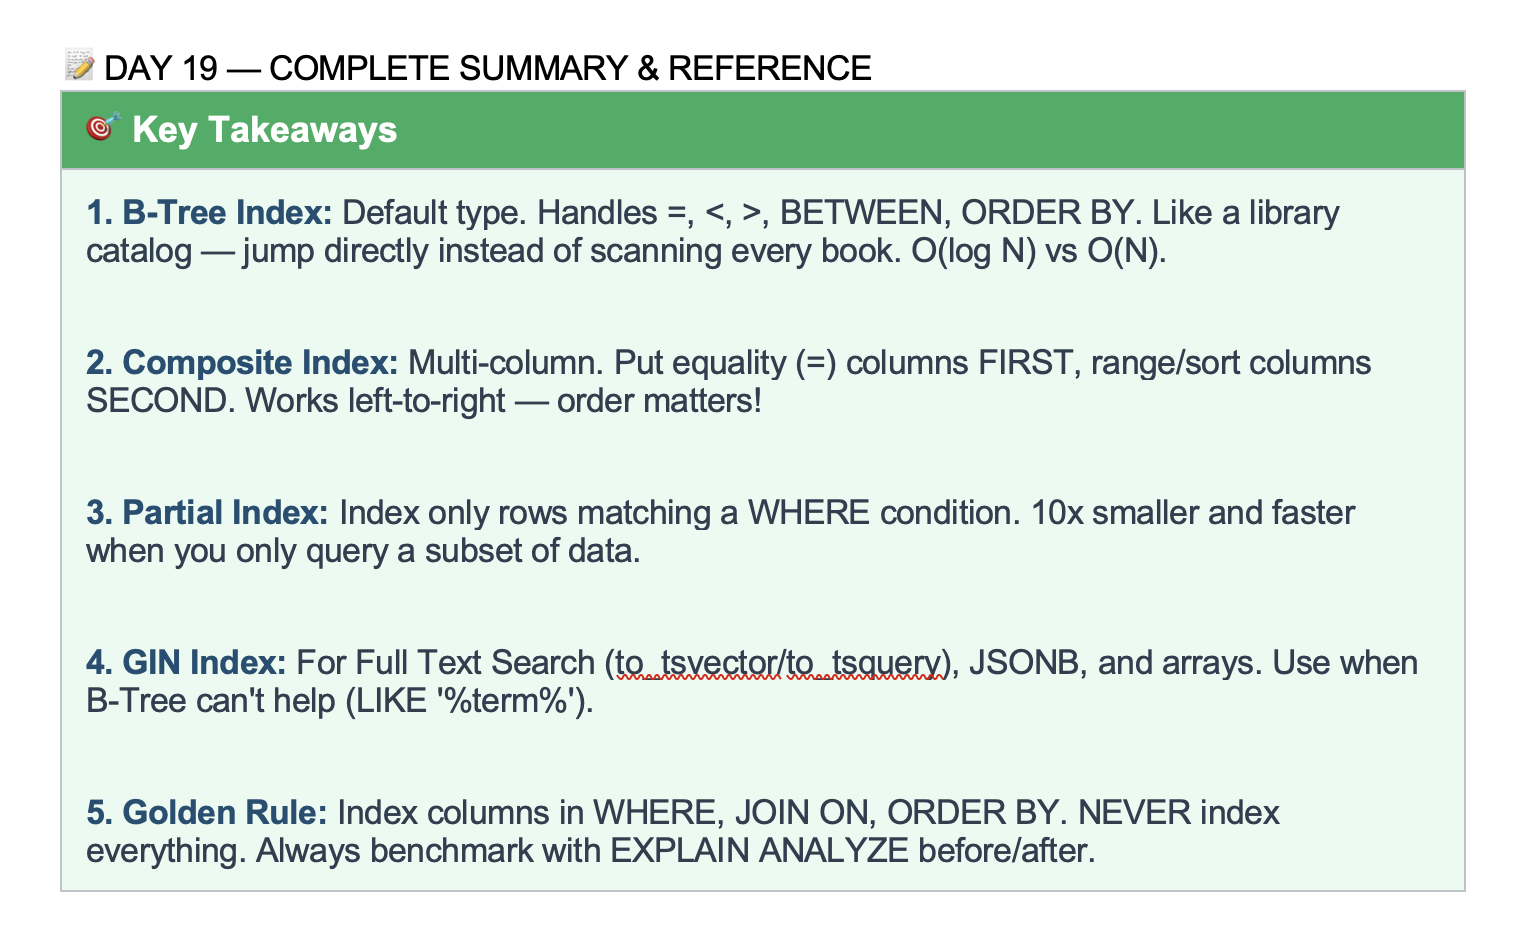 📝 DAY 19 — COMPLETE SUMMARY & REFERENCE
🎯 Key Takeaways
1. B-Tree Index: Default type. Handles =, <, >, BETWEEN, ORDER BY. Like a library
catalog — jump directly instead of scanning every book. O(log N) vs O(N).
2. Composite Index: Multi-column. Put equality (=) columns FIRST, range/sort columns
SECOND. Works left-to-right — order matters!
3. Partial Index: Index only rows matching a WHERE condition. 10x smaller and faster
when you only query a subset of data.
4. GIN Index: For Full Text Search (to_tsvector/to_tsquery), JSONB, and arrays. Use when
B-Tree can't help (LIKE '%term%').
5. Golden Rule: Index columns in WHERE, JOIN ON, ORDER BY. NEVER index
everything. Always benchmark with EXPLAIN ANALYZE before/after.